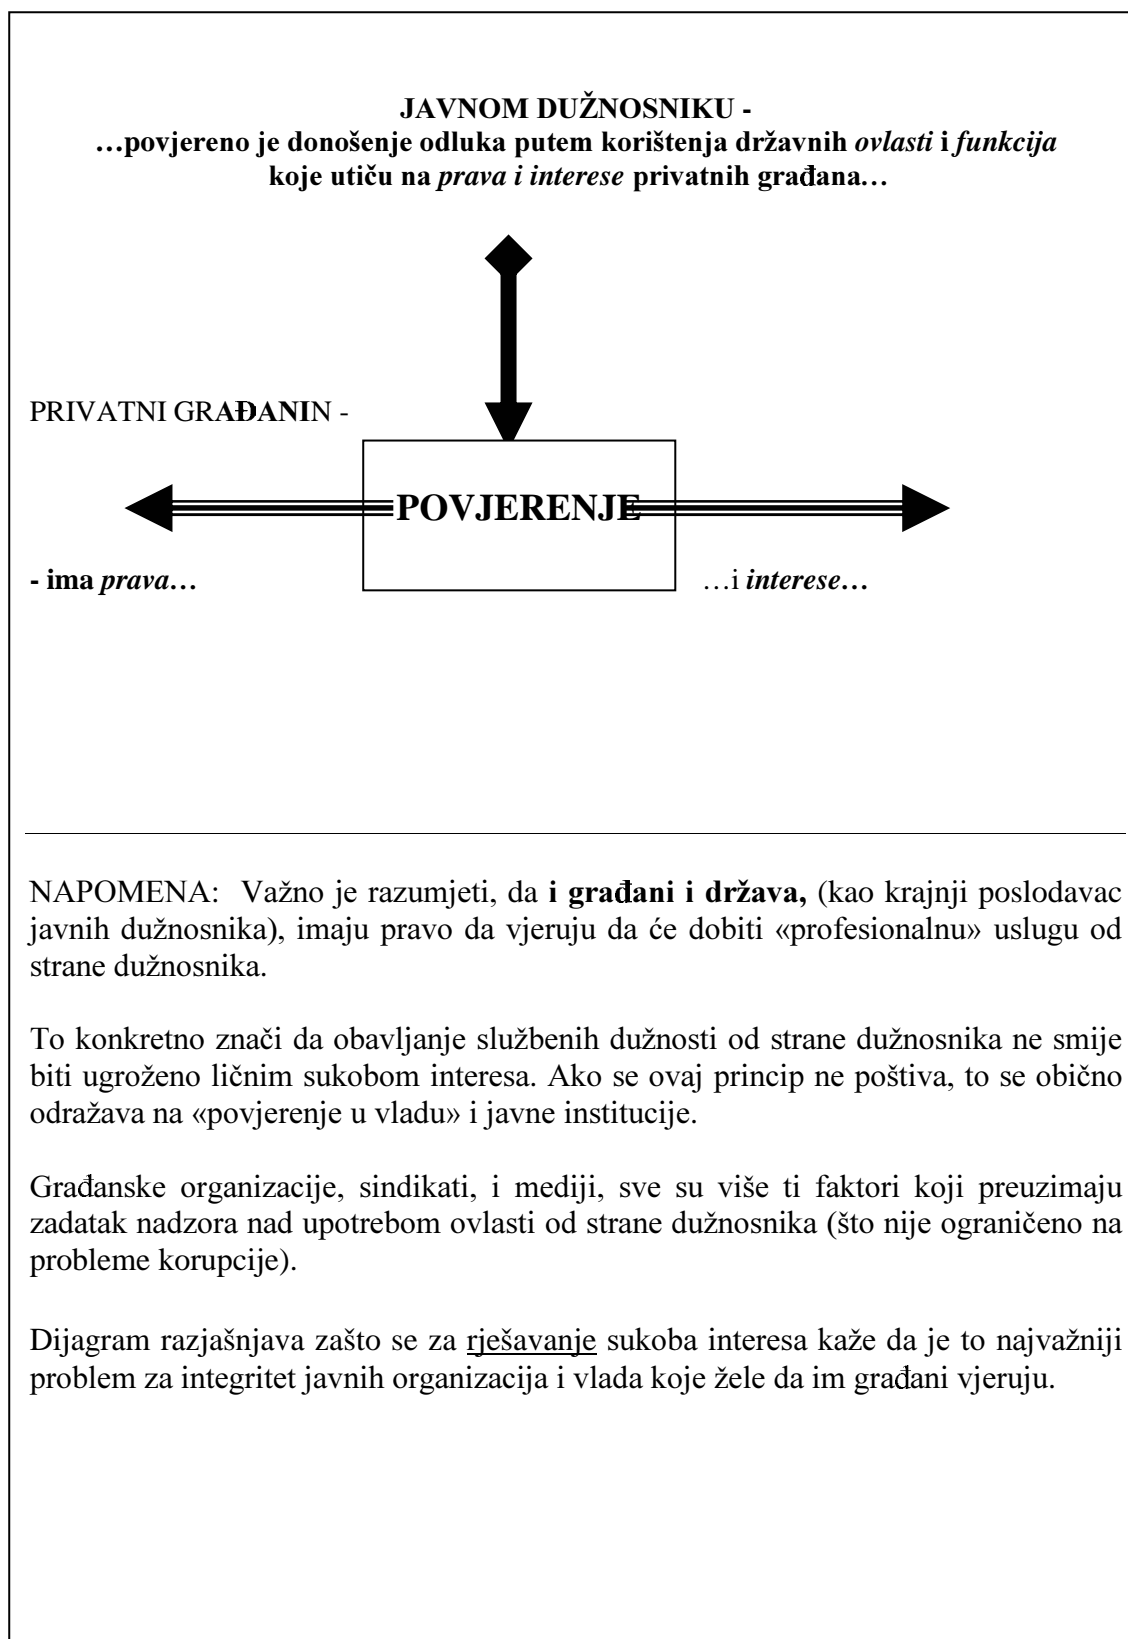 JAVNOM DUŽNOSNIKU -
…povjereno je donošenje odluka putem korištenja državnih ovlasti i funkcija
koje utiču na prava i interese privatnih građana…
PRIVATNI GRAĐANIN -
POVJERENJE
- ima prava…
…i interese…
NAPOMENA: Važno je razumjeti, da i građani i država, (kao krajnji poslodavac
javnih dužnosnika), imaju pravo da vjeruju da će dobiti «profesionalnu» uslugu od
strane dužnosnika.
To konkretno znači da obavljanje službenih dužnosti od strane dužnosnika ne smije
biti ugroženo ličnim sukobom interesa. Ako se ovaj princip ne poštiva, to se obično
odražava na «povjerenje u vladu» i javne institucije.
Građanske organizacije, sindikati, i mediji, sve su više ti faktori koji preuzimaju
zadatak nadzora nad upotrebom ovlasti od strane dužnosnika (što nije ograničeno na
probleme korupcije).
Dijagram razjašnjava zašto se za rješavanje sukoba interesa kaže da je to najvažniji
problem za integritet javnih organizacija i vlada koje žele da im građani vjeruju.